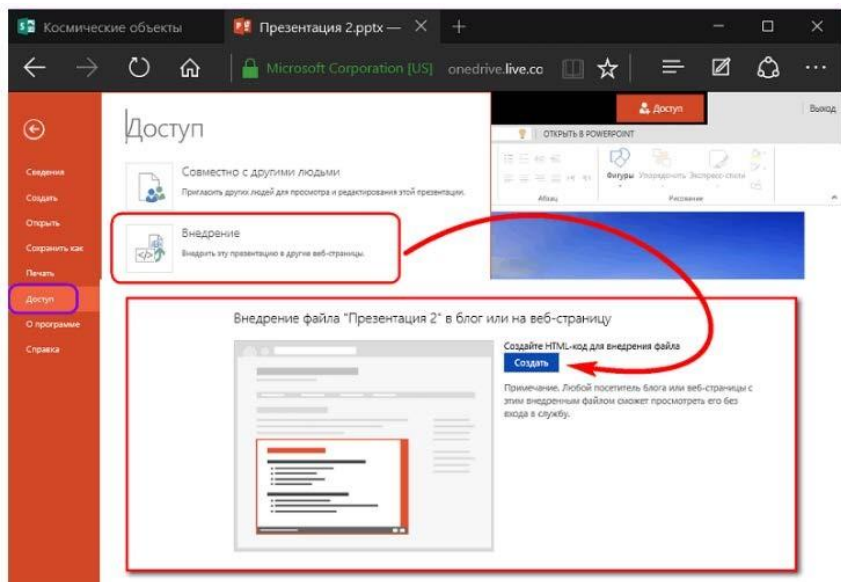 Космические объекты
Презентация 2.pptx —
Microsoft Corporation [US] onedrive.live.co
Доступ
Выход
ОТКРЫТЬ В POWERPOINT
Фигуры
Упорядочить
Экспресс-стили
Абзац
Рисование
Сведения
Создать
Открыть
Сохранить как
Печать
Доступ
О программе
Справка
Доступ
Совместно с другими людьми
Пригласить других людей для просмотра и редактирования этой презентации.
Внедрение
Внедрить эту презентацию в другие веб-страницы.
Внедрение файла "Презентация 2" в блог или на веб-страницу
Создайте HTML-код для внедрения файла
Создать
Примечание. Любой посетитель блога или веб-страницы с
этим внедренным файлом сможет просмотреть его без
входа в службу.